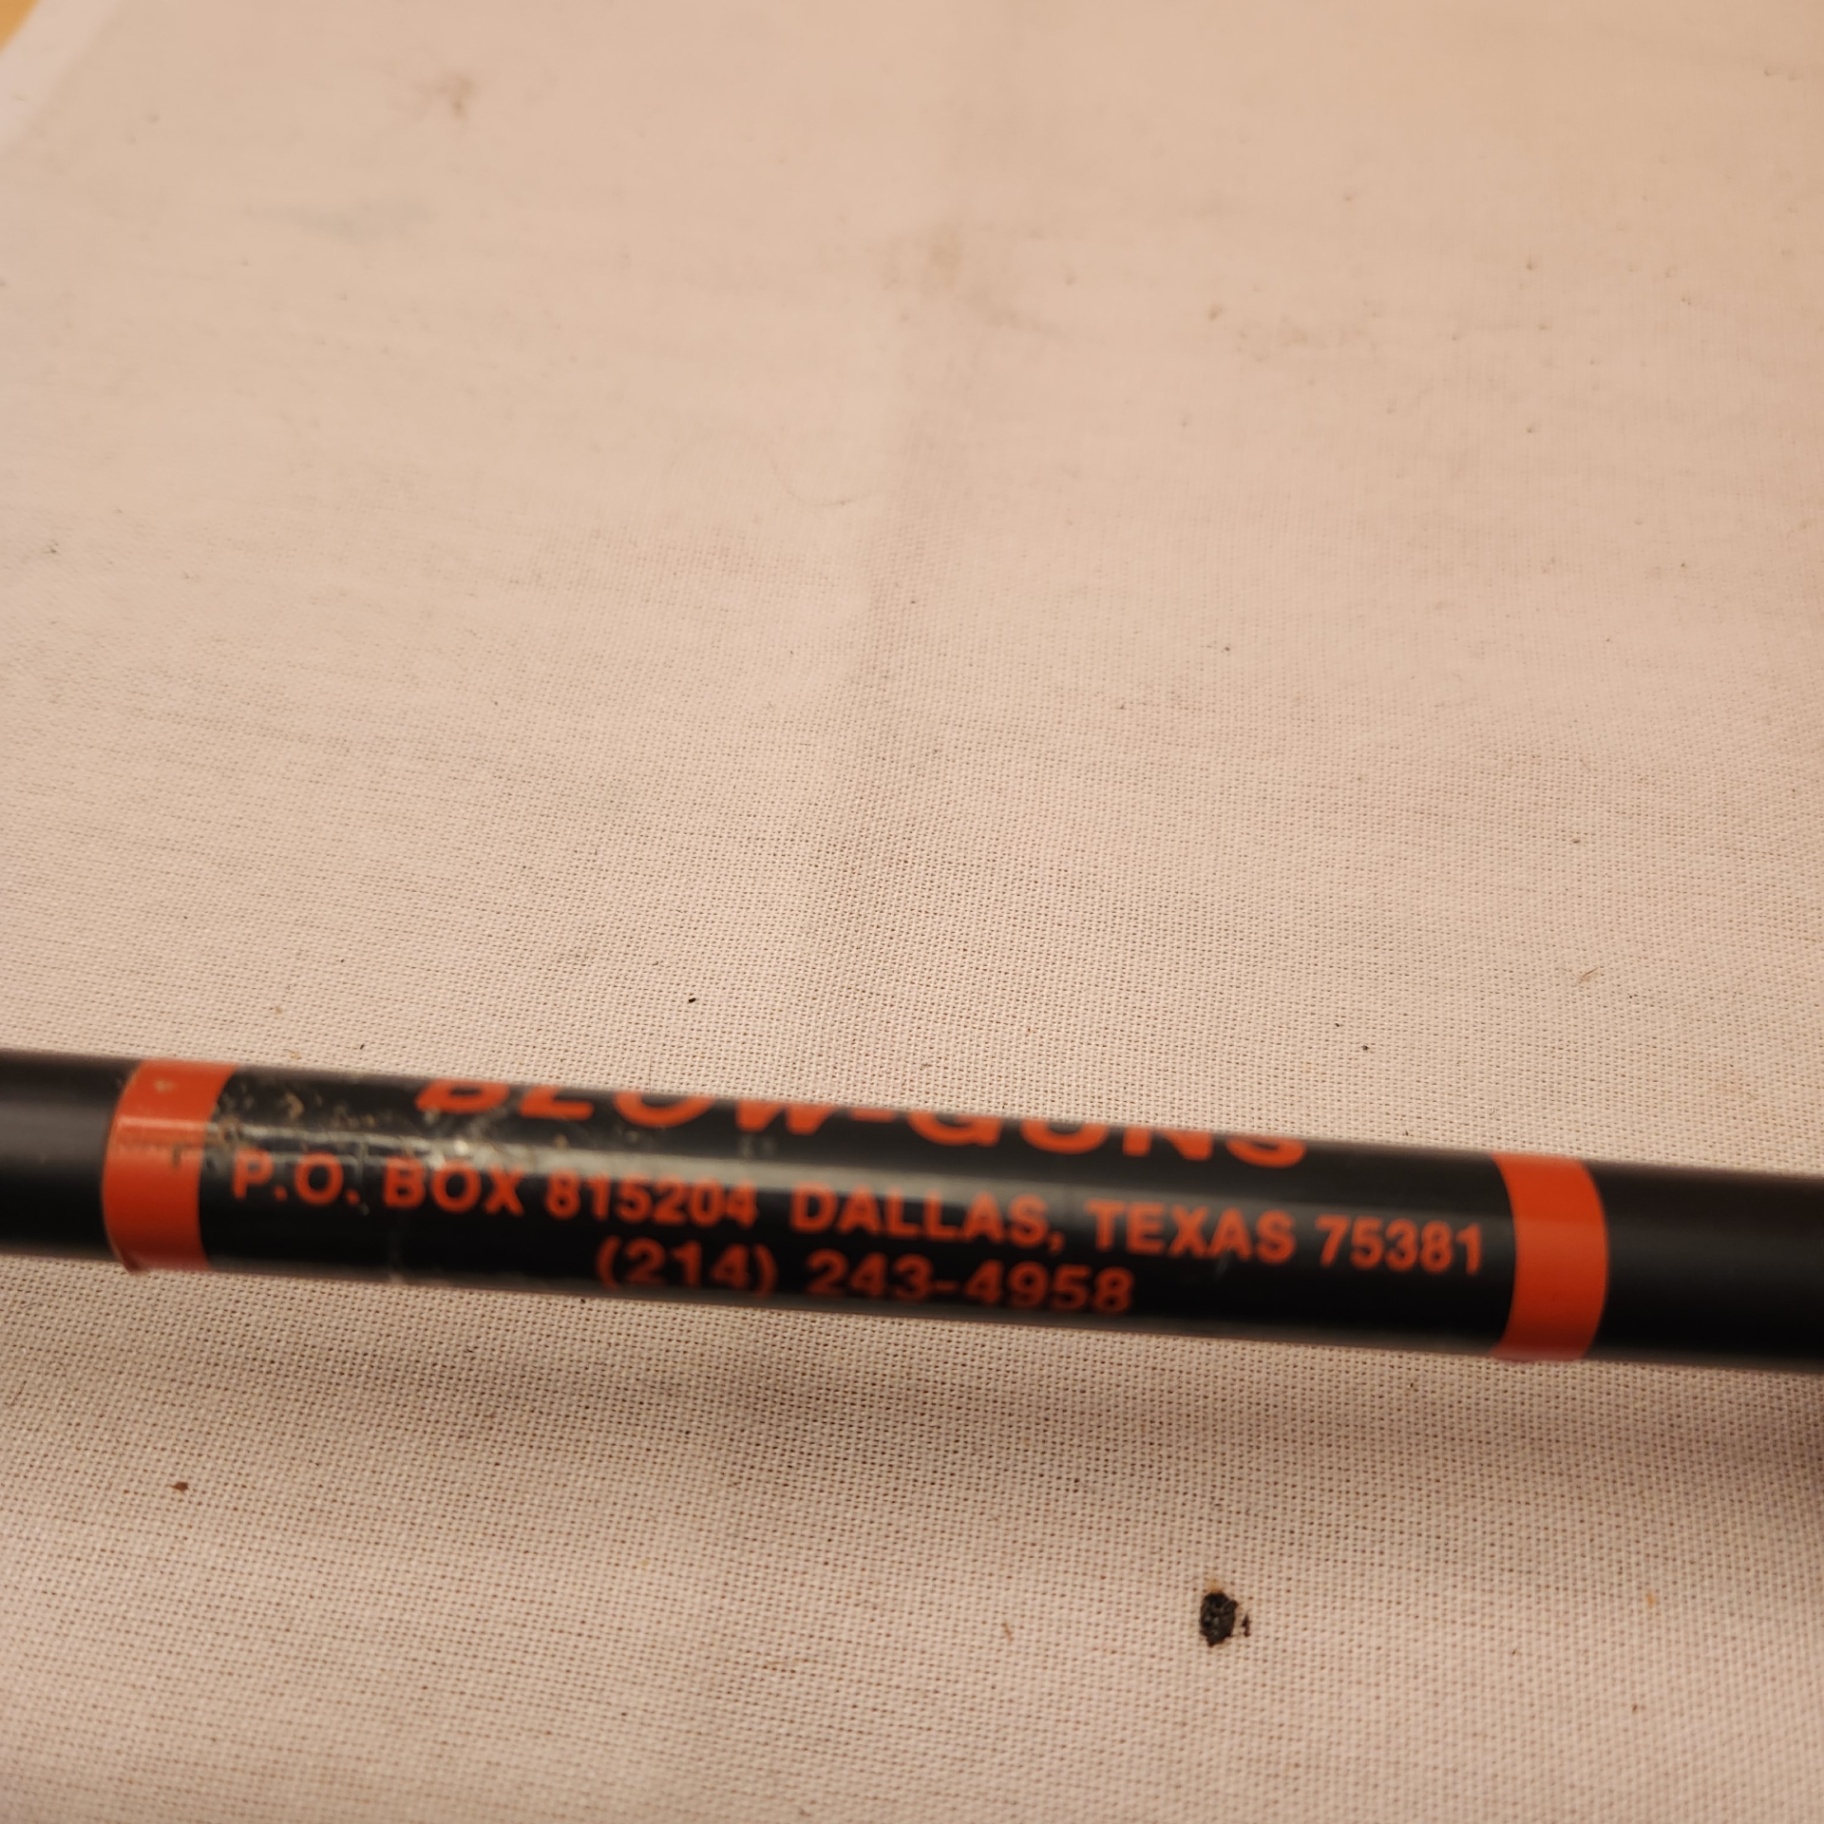 BLOW-GUNS
P.O. BOX 815204 DALLAS, TEXAS 75381
(214) 243-4958